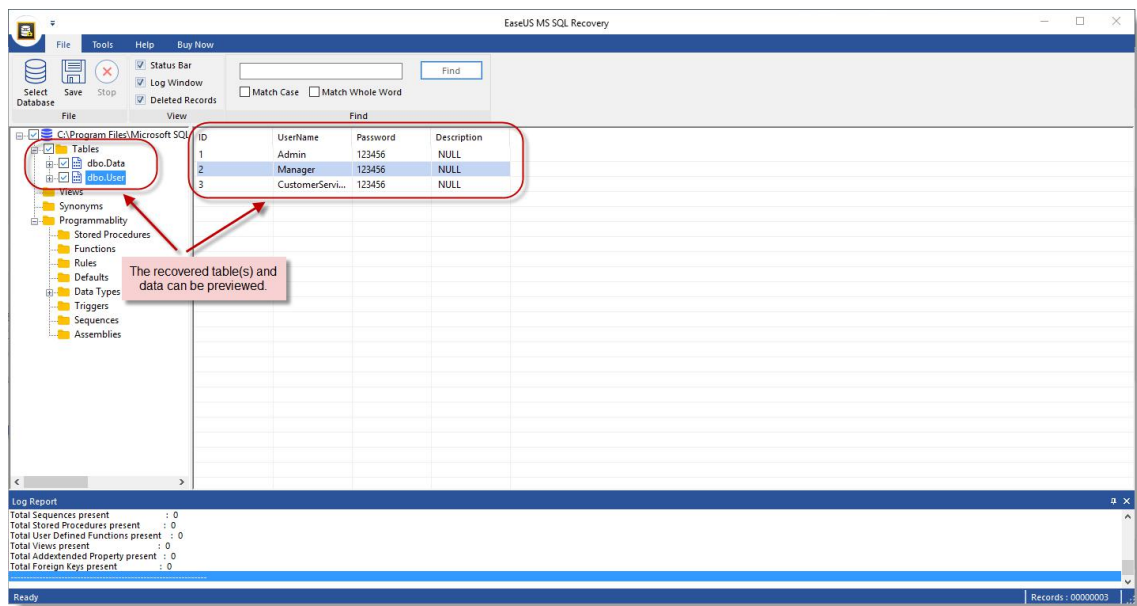 EaseUS MS SQL Recovery
File Tools Help Buy Now
Select Database
Save
Stop
Status Bar
Log Window
Deleted Records
Find
Match Case Match Whole Word
File View Find
C:\Program Files\Microsoft SQL
Tables
dbo.Data
dbo.User
Views
Synonyms
Programmablity
Stored Procedures
Functions
Rules
Defaults
Data Types
Triggers
Sequences
Assemblies
ID UserName Password Description
1 Admin 123456 NULL
2 Manager 123456 NULL
3 CustomerServi... 123456 NULL
The recovered table(s) and
data can be previewed.
Log Report
Total Sequences present : 0
Total Stored Procedures present : 0
Total User Defined Functions present : 0
Total Views present : 0
Total Addextended Property present : 0
Total Foreign Keys present : 0
Ready Records : 00000003